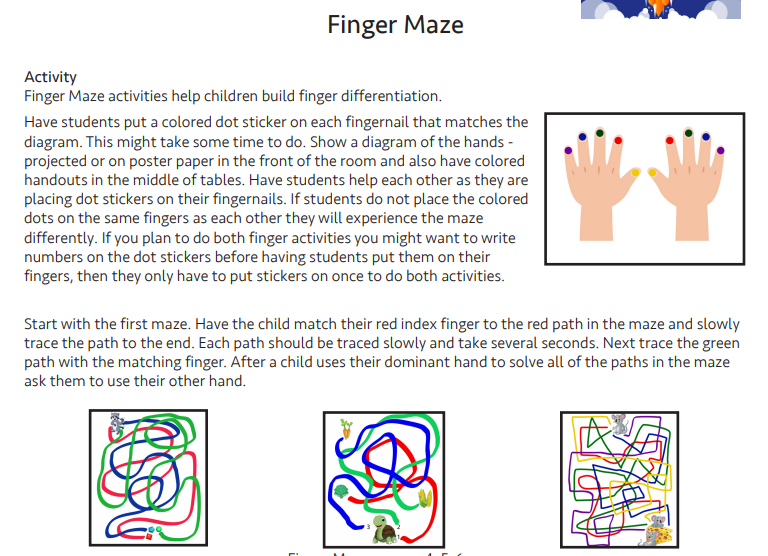 Finger Maze
Activity
Finger Maze activities help children build finger differentiation.
Have students put a colored dot sticker on each fingernail that matches the
diagram. This might take some time to do. Show a diagram of the hands -
projected or on poster paper in the front of the room and also have colored
handouts in the middle of tables. Have students help each other as they are
placing dot stickers on their fingernails. If students do not place the colored
dots on the same fingers as each other they will experience the maze
differently. If you plan to do both finger activities you might want to write
numbers on the dot stickers before having students put them on their
fingers, then they only have to put stickers on once to do both activities.
Start with the first maze. Have the child match their red index finger to the red path in the maze and slowly
trace the path to the end. Each path should be traced slowly and take several seconds. Next trace the green
path with the matching finger. After a child uses their dominant hand to solve all of the paths in the maze
ask them to use their other hand.
3 2
1